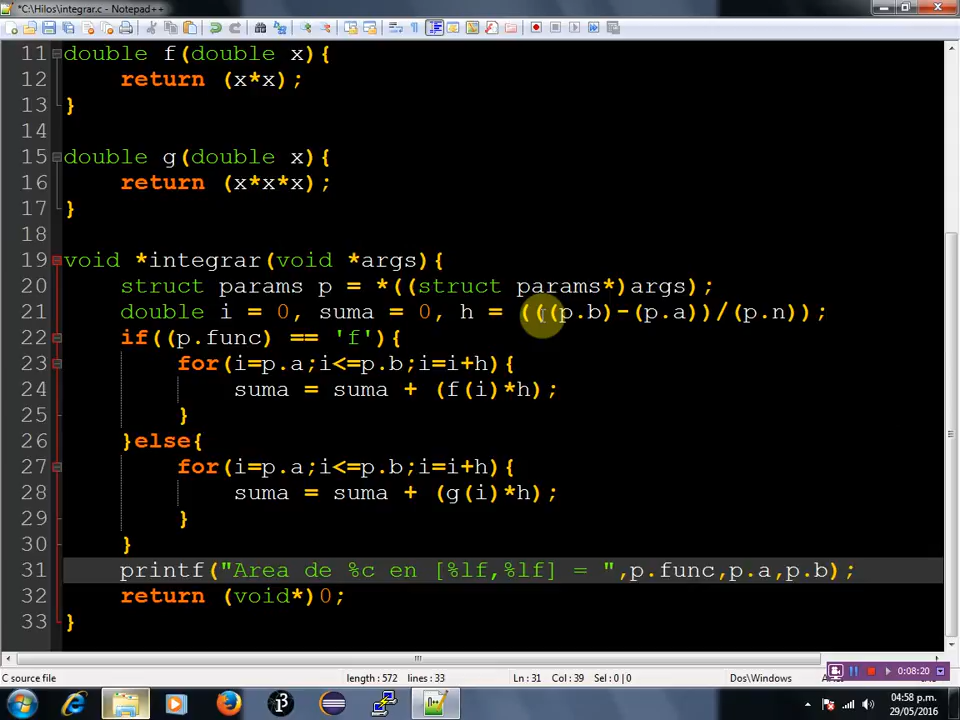 *C:\Hilos\integrar.c - Notepad++
11 double f(double x){
12     return (x*x);
13 }
14
15 double g(double x){
16     return (x*x*x);
17 }
18
19 void *integrar(void *args){
20     struct params p = *((struct params*)args);
21     double i = 0, suma = 0, h = (((p.b)-(p.a))/(p.n));
22     if((p.func) == 'f'){
23         for(i=p.a;i<=p.b;i=i+h){
24             suma = suma + (f(i)*h);
25         }
26     }else{
27         for(i=p.a;i<=p.b;i=i+h){
28             suma = suma + (g(i)*h);
29         }
30     }
31     printf("Area de %c en [%lf,%lf] = ",p.func,p.a,p.b);
32     return (void*)0;
33 }
0:08:20
C source file length: 572 lines: 33 Ln: 31 Col: 39 Sel: 0 | 0 Dos\Windows
04:58 p.m.
29/05/2016